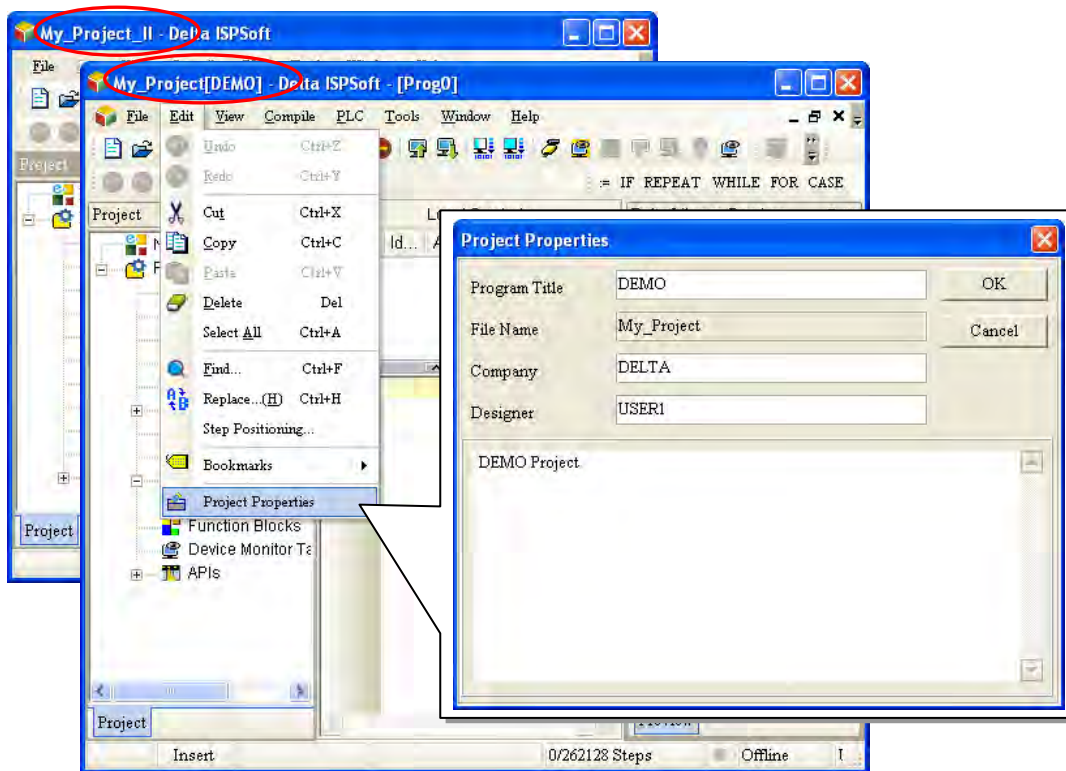 My_Project_II - Delta ISPSoft
File
My_Project[DEMO] - Delta ISPSoft - [Prog0]
File Edit View Compile PLC Tools Window Help
Undo Ctrl+Z
Redo Ctrl+Y
:= IF REPEAT WHILE FOR CASE
Project
Project
Cut Ctrl+X
Copy Ctrl+C
Id...
Paste Ctrl+V
Delete Del
Select All Ctrl+A
Find... Ctrl+F
Replace...(H) Ctrl+H
Step Positioning...
Bookmarks
Project Properties
Function Blocks
Device Monitor Ta
APIs
Project
Project
Insert 0/262128 Steps Offline I
Project Properties
Program Title DEMO OK
File Name My_Project Cancel
Company DELTA
Designer USER1
DEMO Project